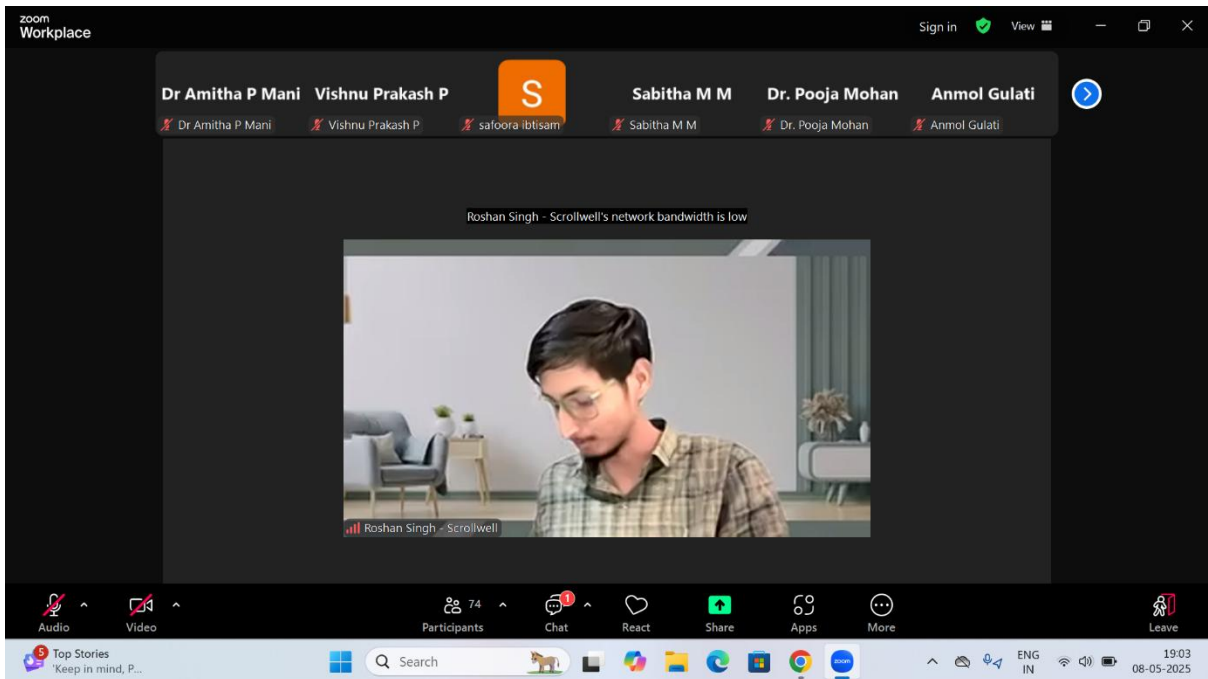 zoom
Workplace
Sign in
View
Dr Amitha P Mani
Vishnu Prakash P
S
Sabitha M M
Dr. Pooja Mohan
Anmol Gulati
Dr Amitha P Mani
Vishnu Prakash P
safoora ibtisam
Sabitha M M
Dr. Pooja Mohan
Anmol Gulati
Roshan Singh - Scrollwell's network bandwidth is low
Roshan Singh - Scrollwell
Audio
Video
74
Participants
1
Chat
React
Share
Apps
More
Leave
5
Top Stories
'Keep in mind, P...
Search
zoom
ENG
IN
19:03
08-05-2025